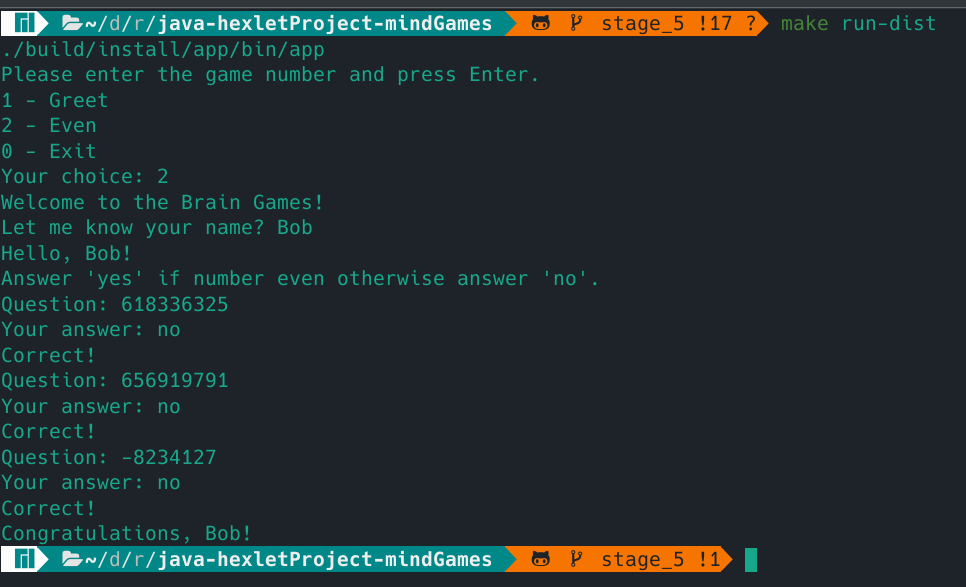 ~/d/r/java-hexletProject-mindGames stage_5 !17 ? make run-dist
./build/install/app/bin/app
Please enter the game number and press Enter.
1 - Greet
2 - Even
0 - Exit
Your choice: 2
Welcome to the Brain Games!
Let me know your name? Bob
Hello, Bob!
Answer 'yes' if number even otherwise answer 'no'.
Question: 618336325
Your answer: no
Correct!
Question: 656919791
Your answer: no
Correct!
Question: -8234127
Your answer: no
Correct!
Congratulations, Bob!
~/d/r/java-hexletProject-mindGames stage_5 !1